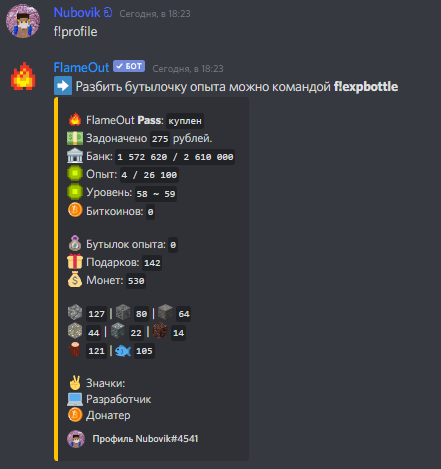 Nubovik Сегодня, в 18:23
f!profile
FlameOut ✓ БОТ Сегодня, в 18:23
➡ Разбить бутылочку опыта можно командой f!expbottle
FlameOut Pass: куплен
Задоначено 275 рублей.
Банк: 1 572 620 / 2 610 000
Опыт: 4 / 26 100
Уровень: 58 ~ 59
Биткоинов: 0
Бутылок опыта: 0
Подарков: 142
Монет: 530
127 | 80 | 64
44 | 22 | 14
121 | 105
Значки:
Разработчик
Донатер
Профиль Nubovik#4541